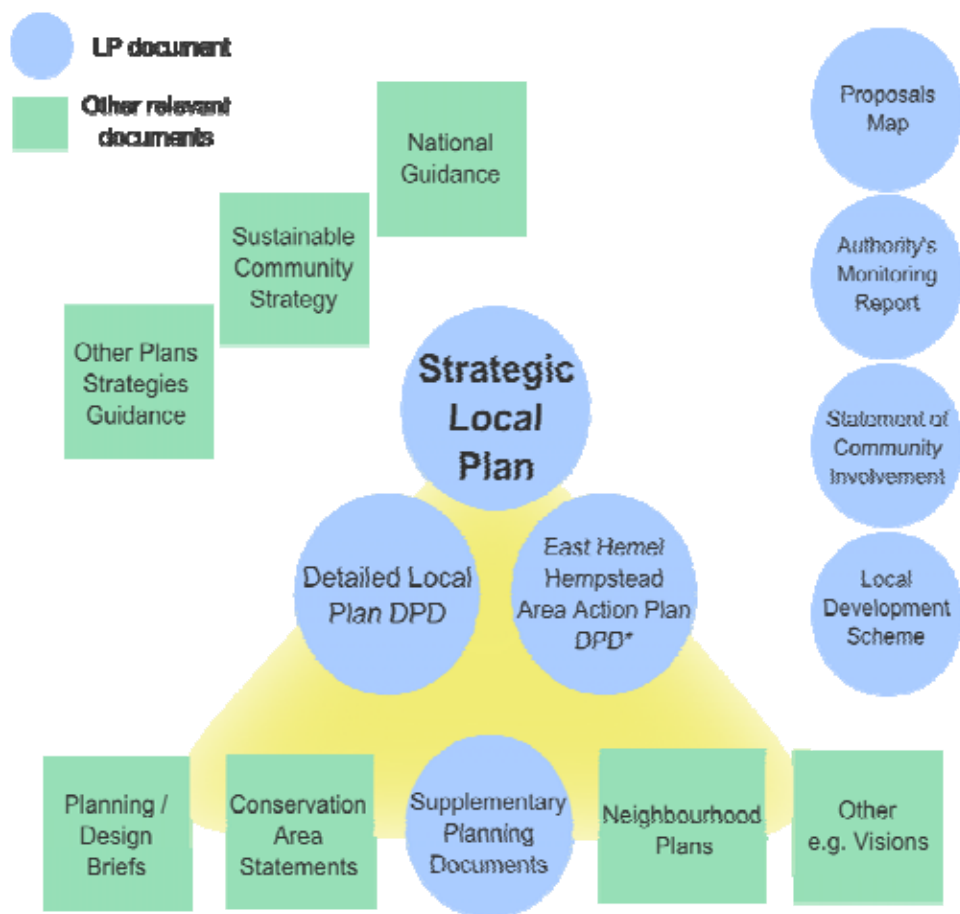 LP document
Other relevant
documents
National
Guidance
Sustainable
Community
Strategy
Other Plans
Strategies
Guidance
Strategic
Local
Plan
Detailed Local
Plan DPD
East Hemel
Hempstead
Area Action Plan
DPD*
Planning /
Design
Briefs
Conservation
Area
Statements
Supplementary
Planning
Documents
Neighbourhood
Plans
Other
e.g. Visions
Proposals
Map
Authority's
Monitoring
Report
Statement of
Community
Involvement
Local
Development
Scheme